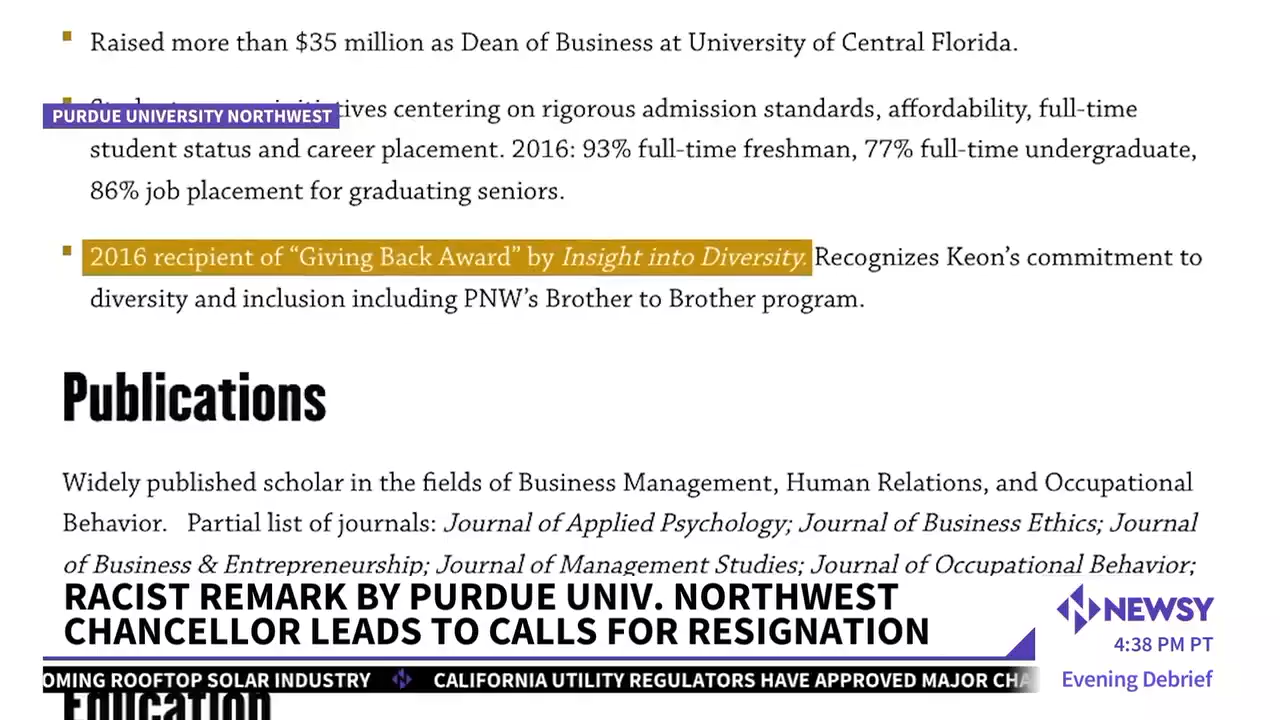 Raised more than $35 million as Dean of Business at University of Central Florida.
tives centering on rigorous admission standards, affordability, full-time
PURDUE UNIVERSITY NORTHWEST
student status and career placement. 2016: 93% full-time freshman, 77% full-time undergraduate,
86% job placement for graduating seniors.
2016 recipient of “Giving Back Award” by Insight into Diversity. Recognizes Keon’s commitment to
diversity and inclusion including PNW’s Brother to Brother program.
Publications
Widely published scholar in the fields of Business Management, Human Relations, and Occupational
Behavior. Partial list of journals: Journal of Applied Psychology; Journal of Business Ethics; Journal
of Business & Entrepreneurship; Journal of Management Studies; Journal of Occupational Behavior;
RACIST REMARK BY PURDUE UNIV. NORTHWEST
CHANCELLOR LEADS TO CALLS FOR RESIGNATION
NEWSY
4:38 PM PT
OMING ROOFTOP SOLAR INDUSTRY CALIFORNIA UTILITY REGULATORS HAVE APPROVED MAJOR CHA
Evening Debrief
Education